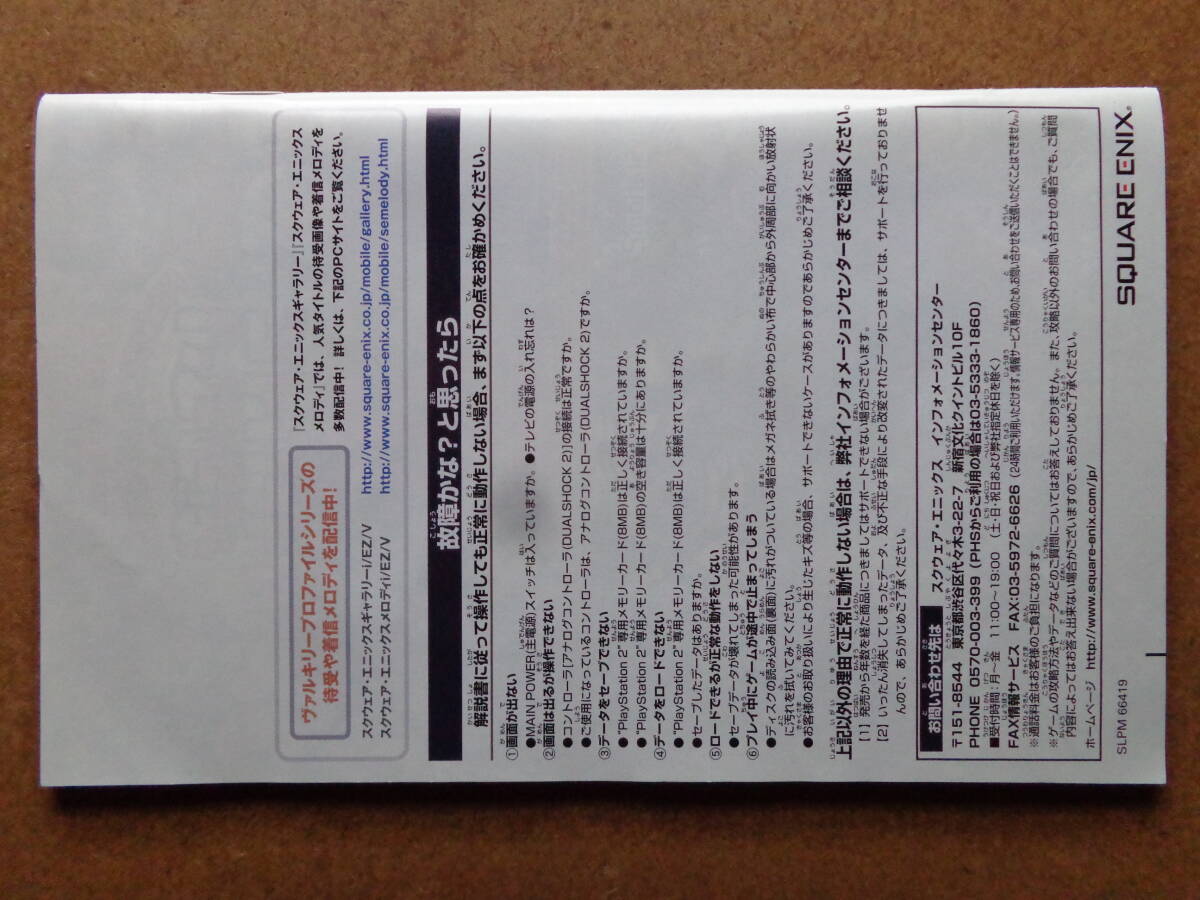 ヴァルキリープロファイルシリーズの
待受や着信メロディを配信中!
『スクウェア・エニックスギャラリー』『スクウェア・エニックス
メロディ』では、人気タイトルの待受画像や着信メロディを
多数配信中! 詳しくは、下記のPCサイトをご覧ください。
スクウェア・エニックスギャラリーi/EZ/V http://www.square-enix.co.jp/mobile/gallery.html
スクウェア・エニックスメロディi/EZ/V http://www.square-enix.co.jp/mobile/semelody.html
故障かな?と思ったら
解説書に従って操作しても正常に動作しない場合、まず以下の点をお確かめください。
①画面が出ない
●MAIN POWER(主電源)スイッチは入っていますか。 ●テレビの電源の入れ忘れは?
②画面は出るが操作できない
●コントローラ[アナログコントローラ(DUALSHOCK 2)]の接続は正常ですか。
●ご使用になっているコントローラは、アナログコントローラ(DUALSHOCK 2)ですか。
③データをセーブできない
●"PlayStation 2"専用メモリーカード(8MB)は正しく接続されていますか。
●"PlayStation 2"専用メモリーカード(8MB)の空き容量は十分にありますか。
④データをロードできない
●"PlayStation 2"専用メモリーカード(8MB)は正しく接続されていますか。
●セーブしたデータはありますか。
⑤ロードできるが正常な動作をしない
●セーブデータが壊れてしまった可能性があります。
⑥プレイ中にゲームが途中で止まってしまう
●ディスクの読み込み面(裏面)に汚れがついている場合はメガネ拭き等のやわらかい布で中心部から外周部に向かい放射状
に汚れを拭いてみてください。
●お客様のお取り扱いにより生じたキズ等の場合、サポートできないケースがありますのであらかじめご了承ください。
上記以外の理由で正常に動作しない場合は、弊社インフォメーションセンターまでご相談ください。
[1] 発売から年数を経た商品につきましてはサポートできない場合がございます。
[2] いったん消失してしまったデータ、及び不正な手段により改変されたデータにつきましては、サポートを行っておりませ
んので、あらかじめご了承ください。
お問い合わせ先は スクウェア・エニックス インフォメーションセンター
〒151-8544 東京都渋谷区代々木3-22-7 新宿文化クイントビル10F
PHONE 0570-003-399 (PHSからご利用の場合は03-5333-1860)
■受付時間:月〜金 11:00〜19:00 (土・日・祝日および弊社指定休日を除く)
FAX情報サービス FAX:03-5972-6626 (24時間ご利用いただけます。情報サービス専用のため、お問い合わせをご送信いただくことはできません。)
※通話料金はお客様のご負担になります。
※ゲームの攻略方法やデータなどのご質問についてはお答えしておりません。また、攻略以外のお問い合わせの場合でも、ご質問
内容によってはお答え出来ない場合がございますので、あらかじめご了承ください。
ホームページ http://www.square-enix.com/jp/
SLPM 66419
SQUARE ENIX®